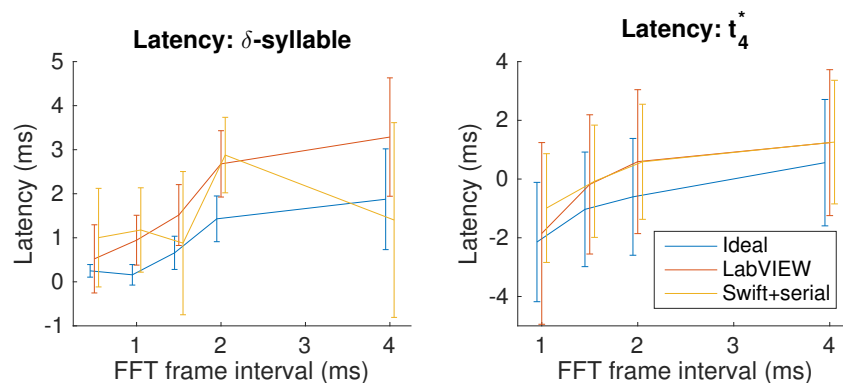 Latency: δ-syllable
Latency (ms)
5
4
3
2
1
0
-1
1 2 3 4
FFT frame interval (ms)
Latency: t₄*
Latency (ms)
4
2
0
-2
-4
1 2 3 4
FFT frame interval (ms)
Ideal
LabVIEW
Swift+serial